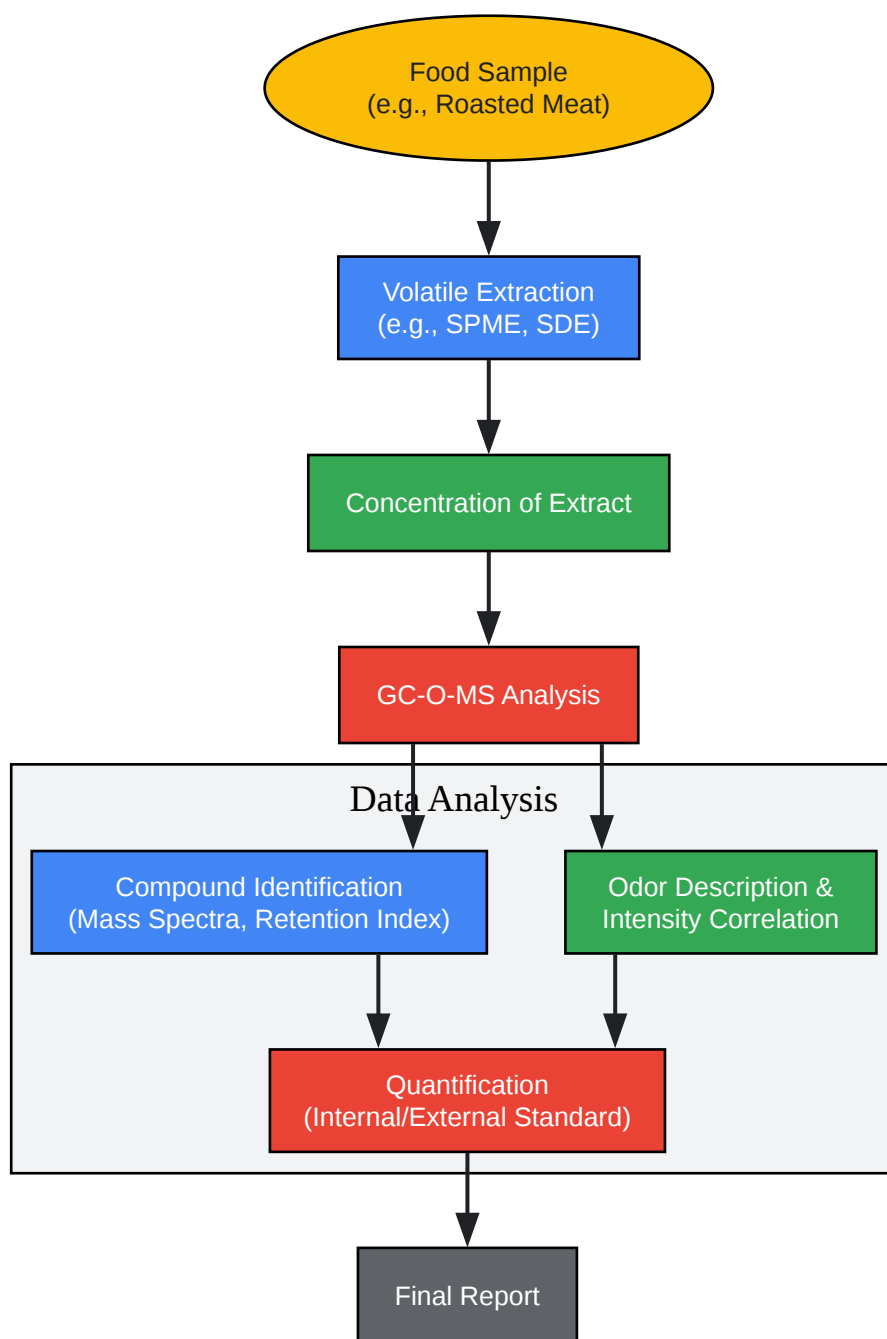 Food Sample
(e.g., Roasted Meat)
Volatile Extraction
(e.g., SPME, SDE)
Concentration of Extract
GC-O-MS Analysis
Data Analysis
Compound Identification
(Mass Spectra, Retention Index)
Odor Description &
Intensity Correlation
Quantification
(Internal/External Standard)
Final Report